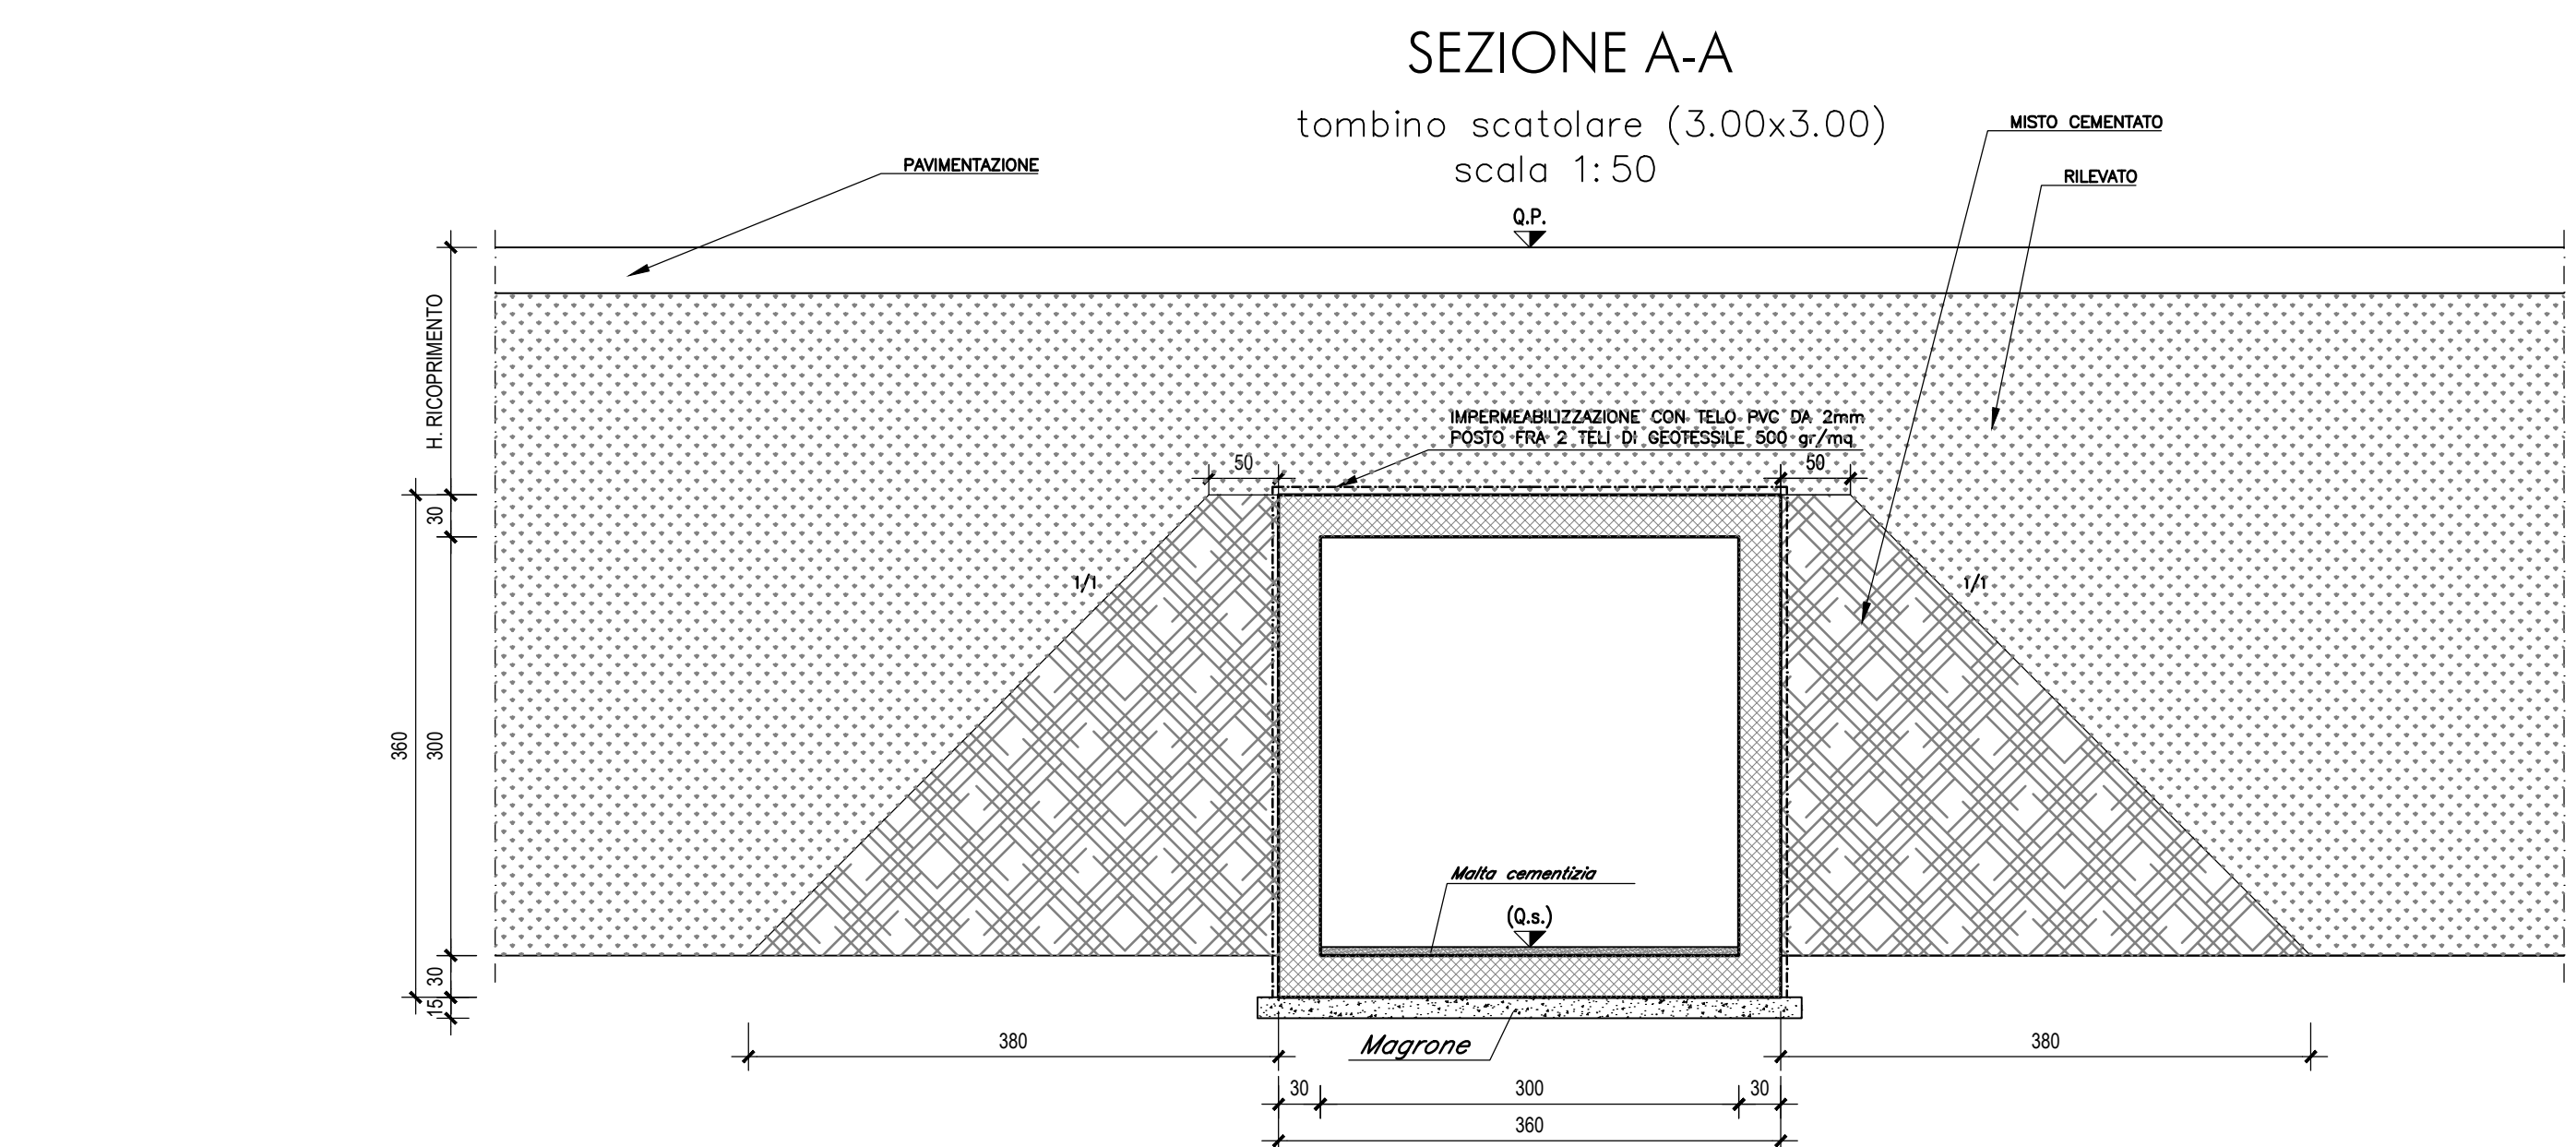 SEZIONE A-A
tombino scatolare (3.00x3.00)
scala 1:50
MISTO CEMENTATO
PAVIMENTAZIONE
RILEVATO
Q.P.
H. RICOPRIMENTO
IMPERMEABILIZZAZIONE CON TELO PVC DA 2mm
POSTO FRA 2 TELI DI GEOTESSILE 500 gr/mq
50
50
30
1/1
1/1
360
300
Malta cementizia
(Q.s.)
30
15
380
Magrone
380
30
300
30
360